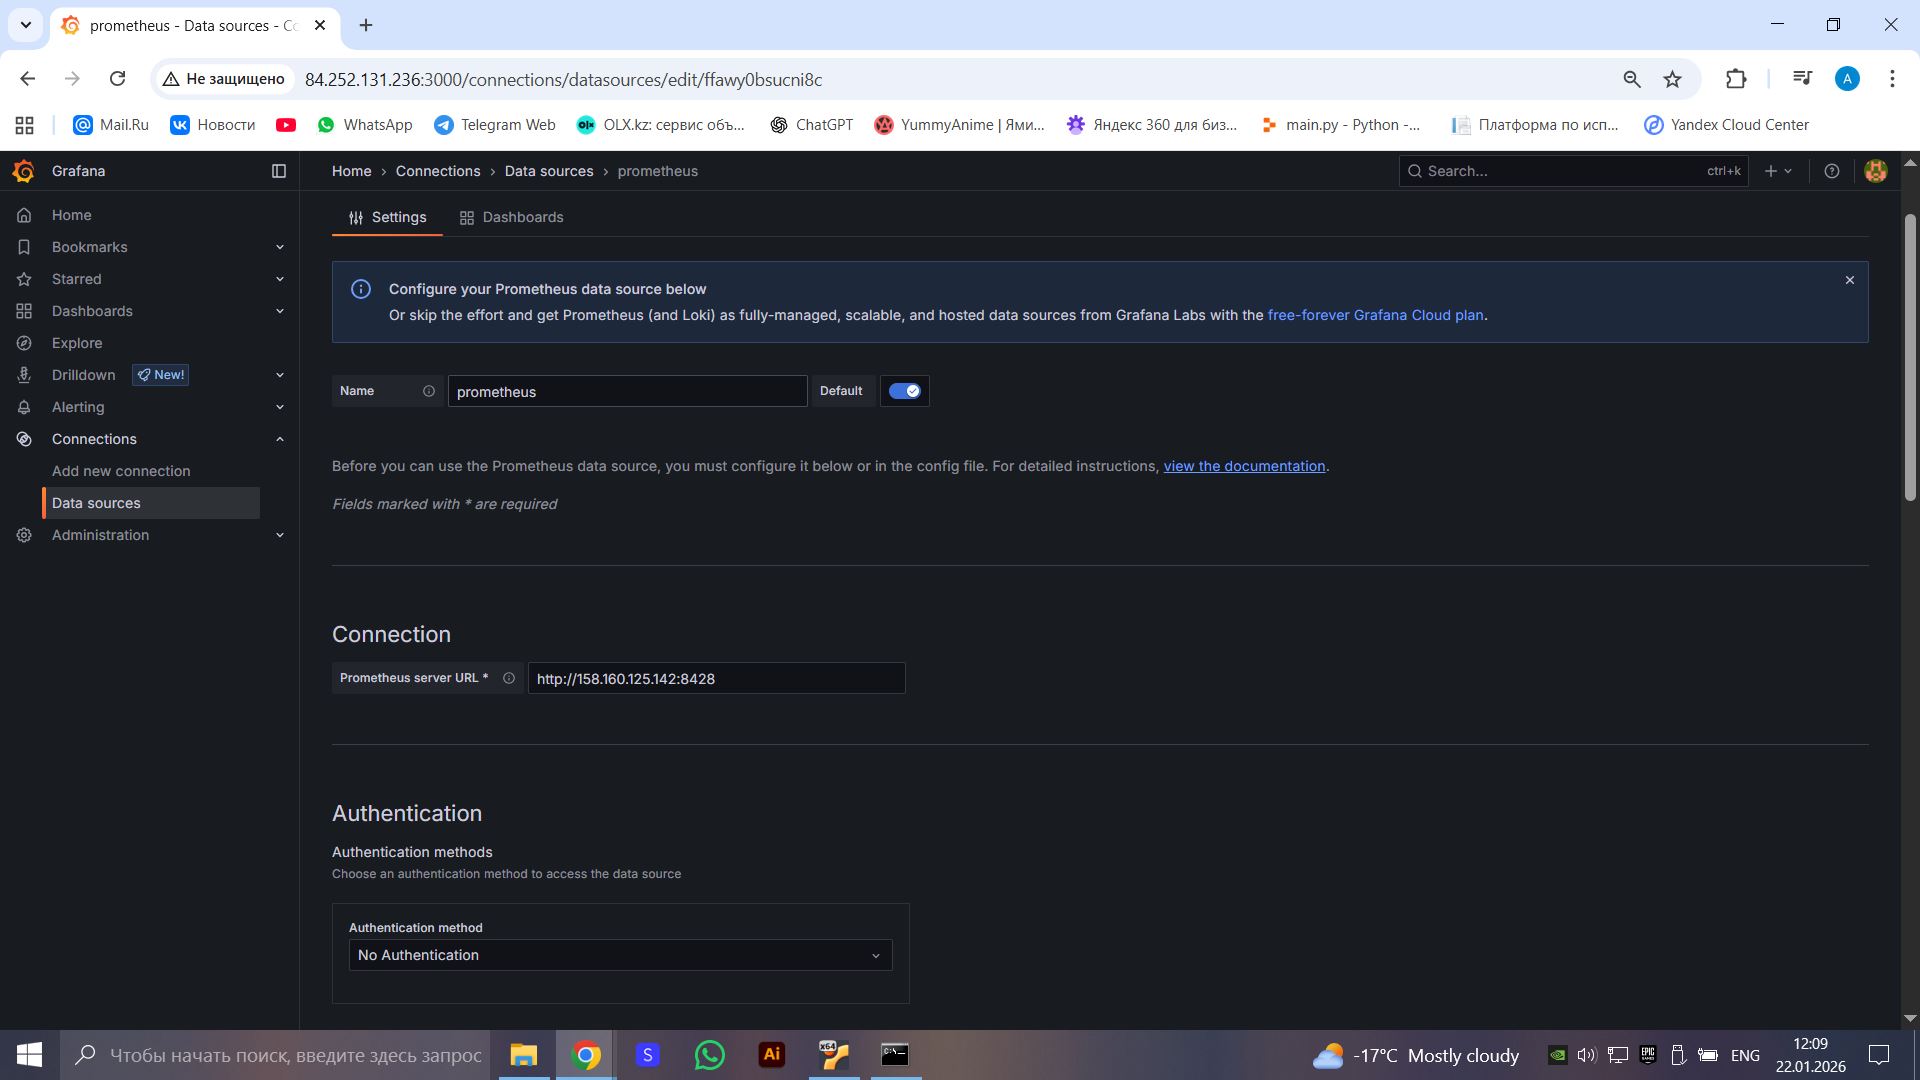 prometheus - Data sources - Co
Не защищено
84.252.131.236:3000/connections/datasources/edit/ffawy0bsucni8c
A
Mail.Ru
Новости
WhatsApp
Telegram Web
OLX.kz: сервис объ...
ChatGPT
YummyAnime | Ями...
Яндекс 360 для биз...
main.py - Python -...
Платформа по исп...
Yandex Cloud Center
Grafana
Home › Connections › Data sources › prometheus
Search...
ctrl+k
Home
Bookmarks
Starred
Dashboards
Explore
Drilldown
New!
Alerting
Connections
Add new connection
Data sources
Administration
Settings
Dashboards
Configure your Prometheus data source below
Or skip the effort and get Prometheus (and Loki) as fully-managed, scalable, and hosted data sources from Grafana Labs with the free-forever Grafana Cloud plan.
Name
prometheus
Default
Before you can use the Prometheus data source, you must configure it below or in the config file. For detailed instructions, view the documentation.
Fields marked with * are required
Connection
Prometheus server URL *
http://158.160.125.142:8428
Authentication
Authentication methods
Choose an authentication method to access the data source
Authentication method
No Authentication
Чтобы начать поиск, введите здесь запрос
S
Ai
x64
-17°C Mostly cloudy
ENG
12:09
22.01.2026